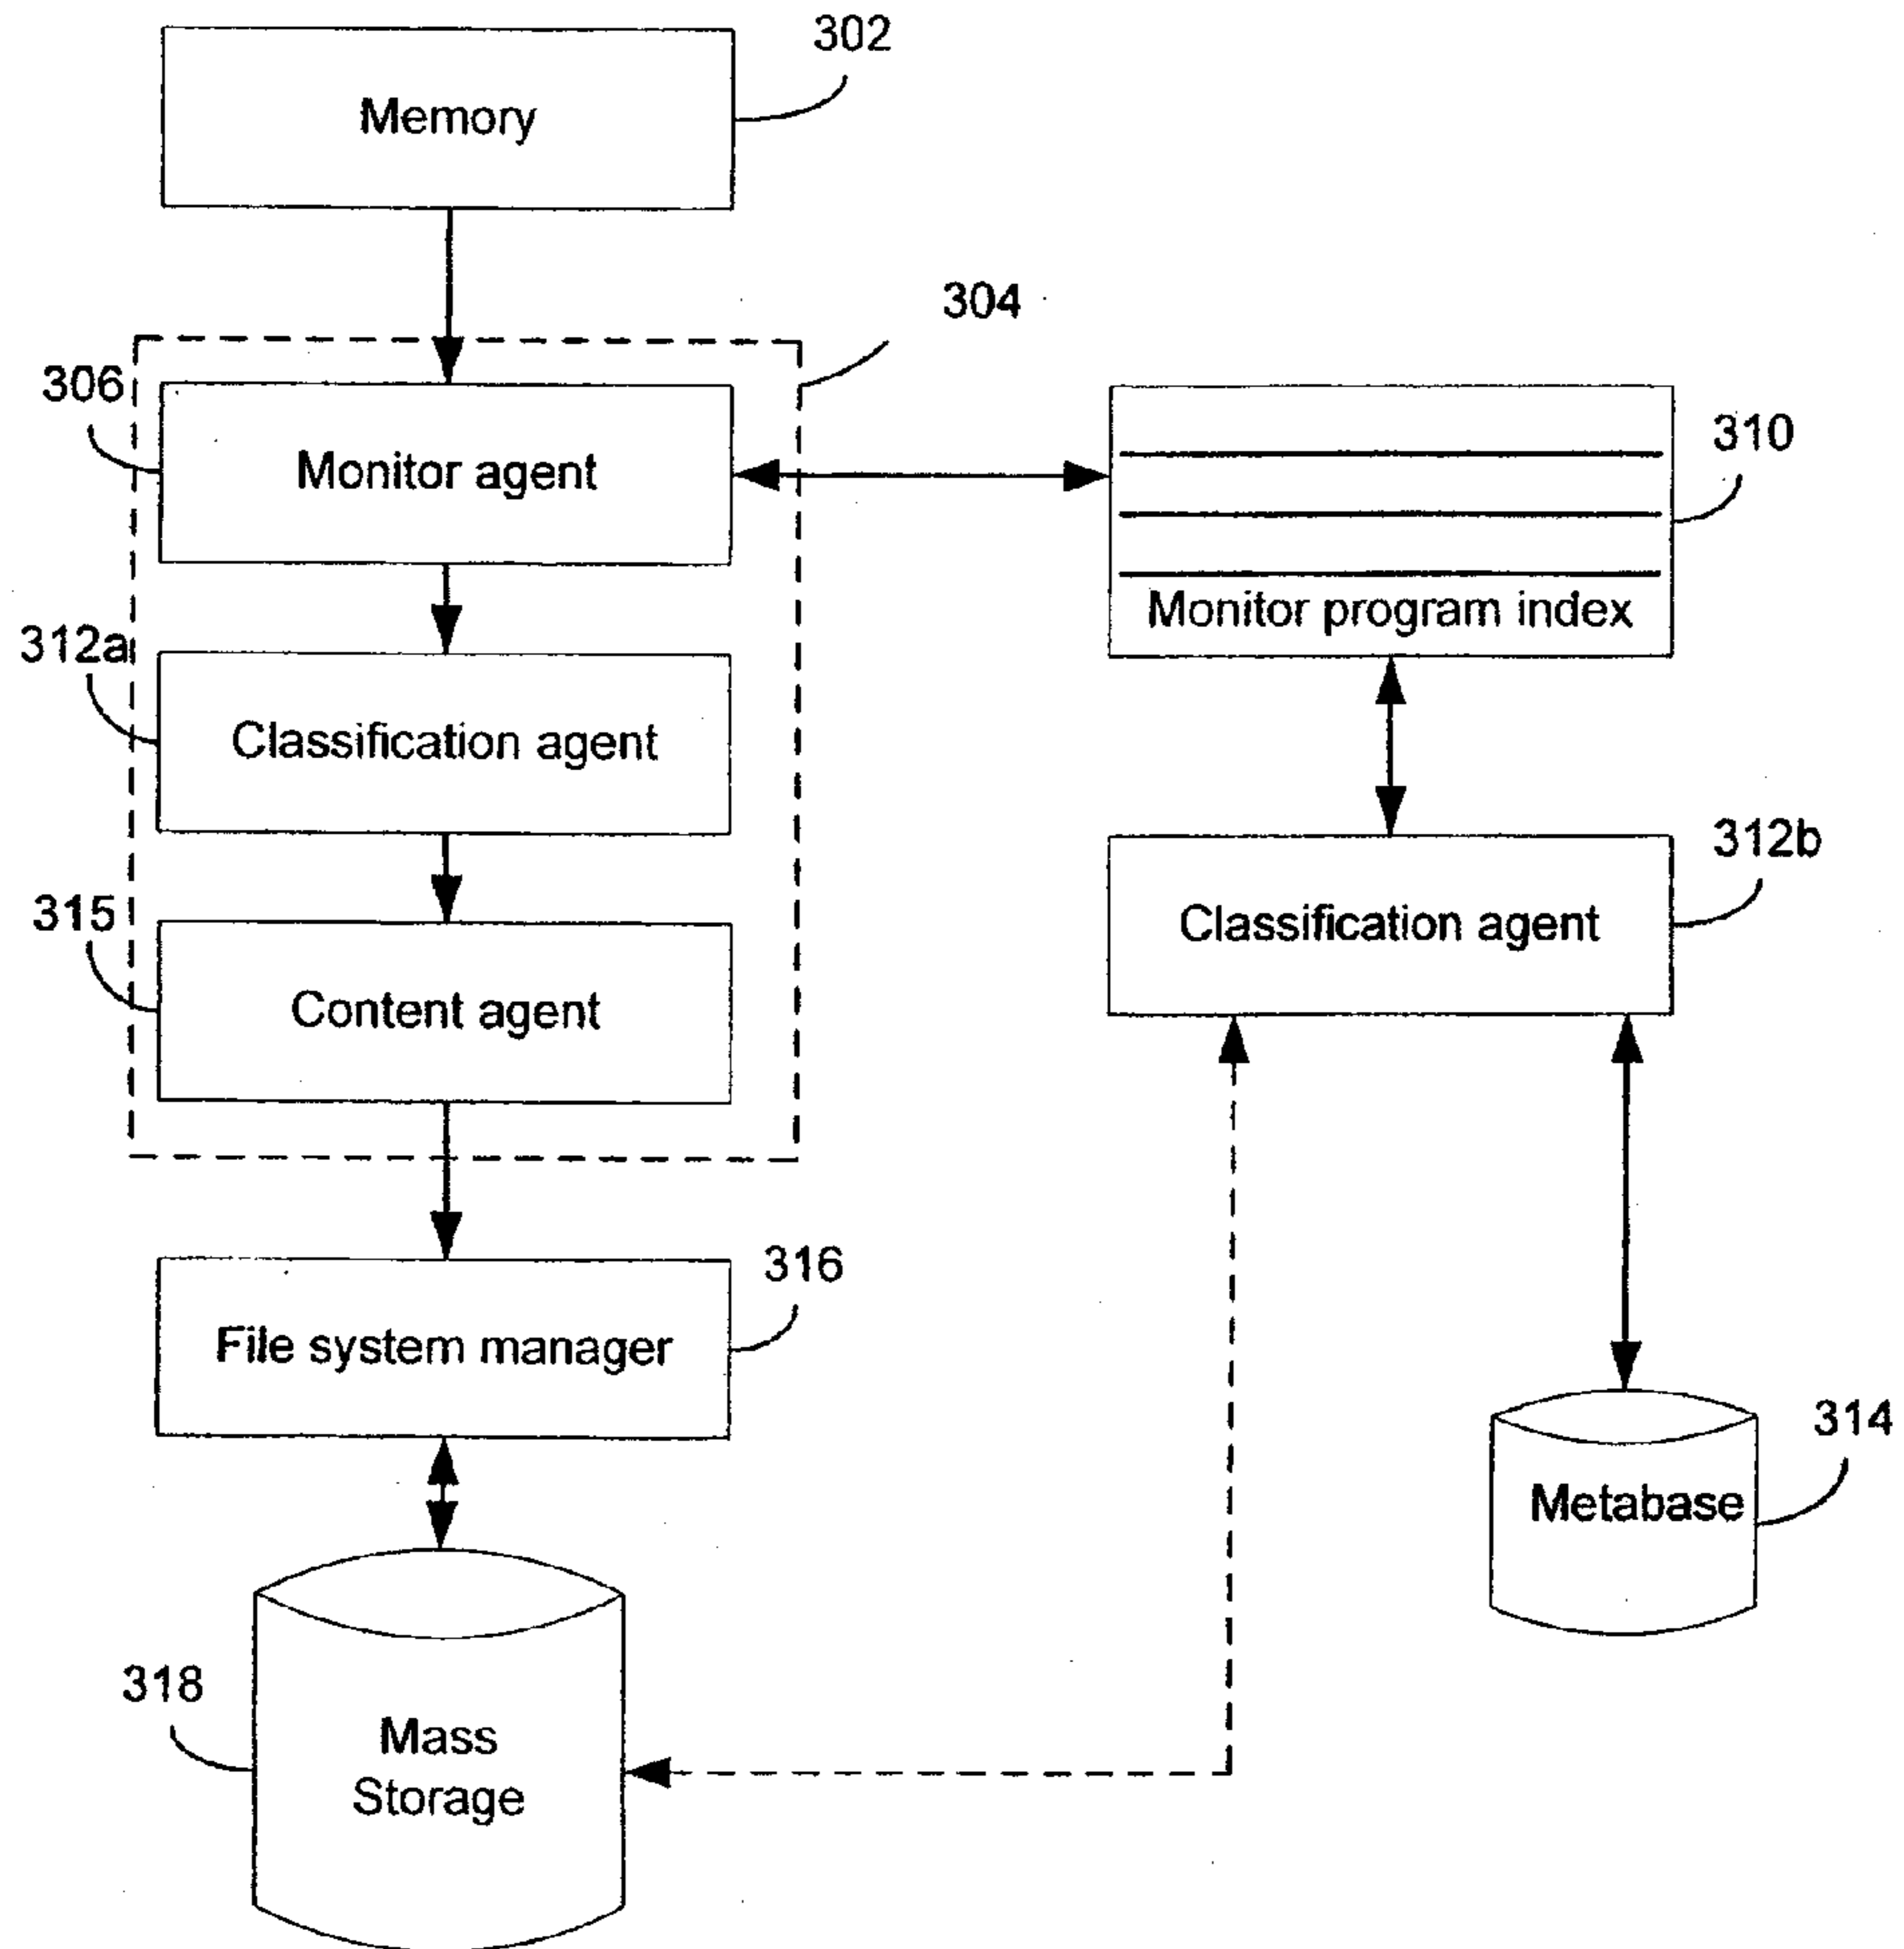 302
Memory
304
306
Monitor agent
310
Monitor program index
312a
Classification agent
312b
Classification agent
315
Content agent
316
File system manager
314
Metabase
318
Mass
Storage